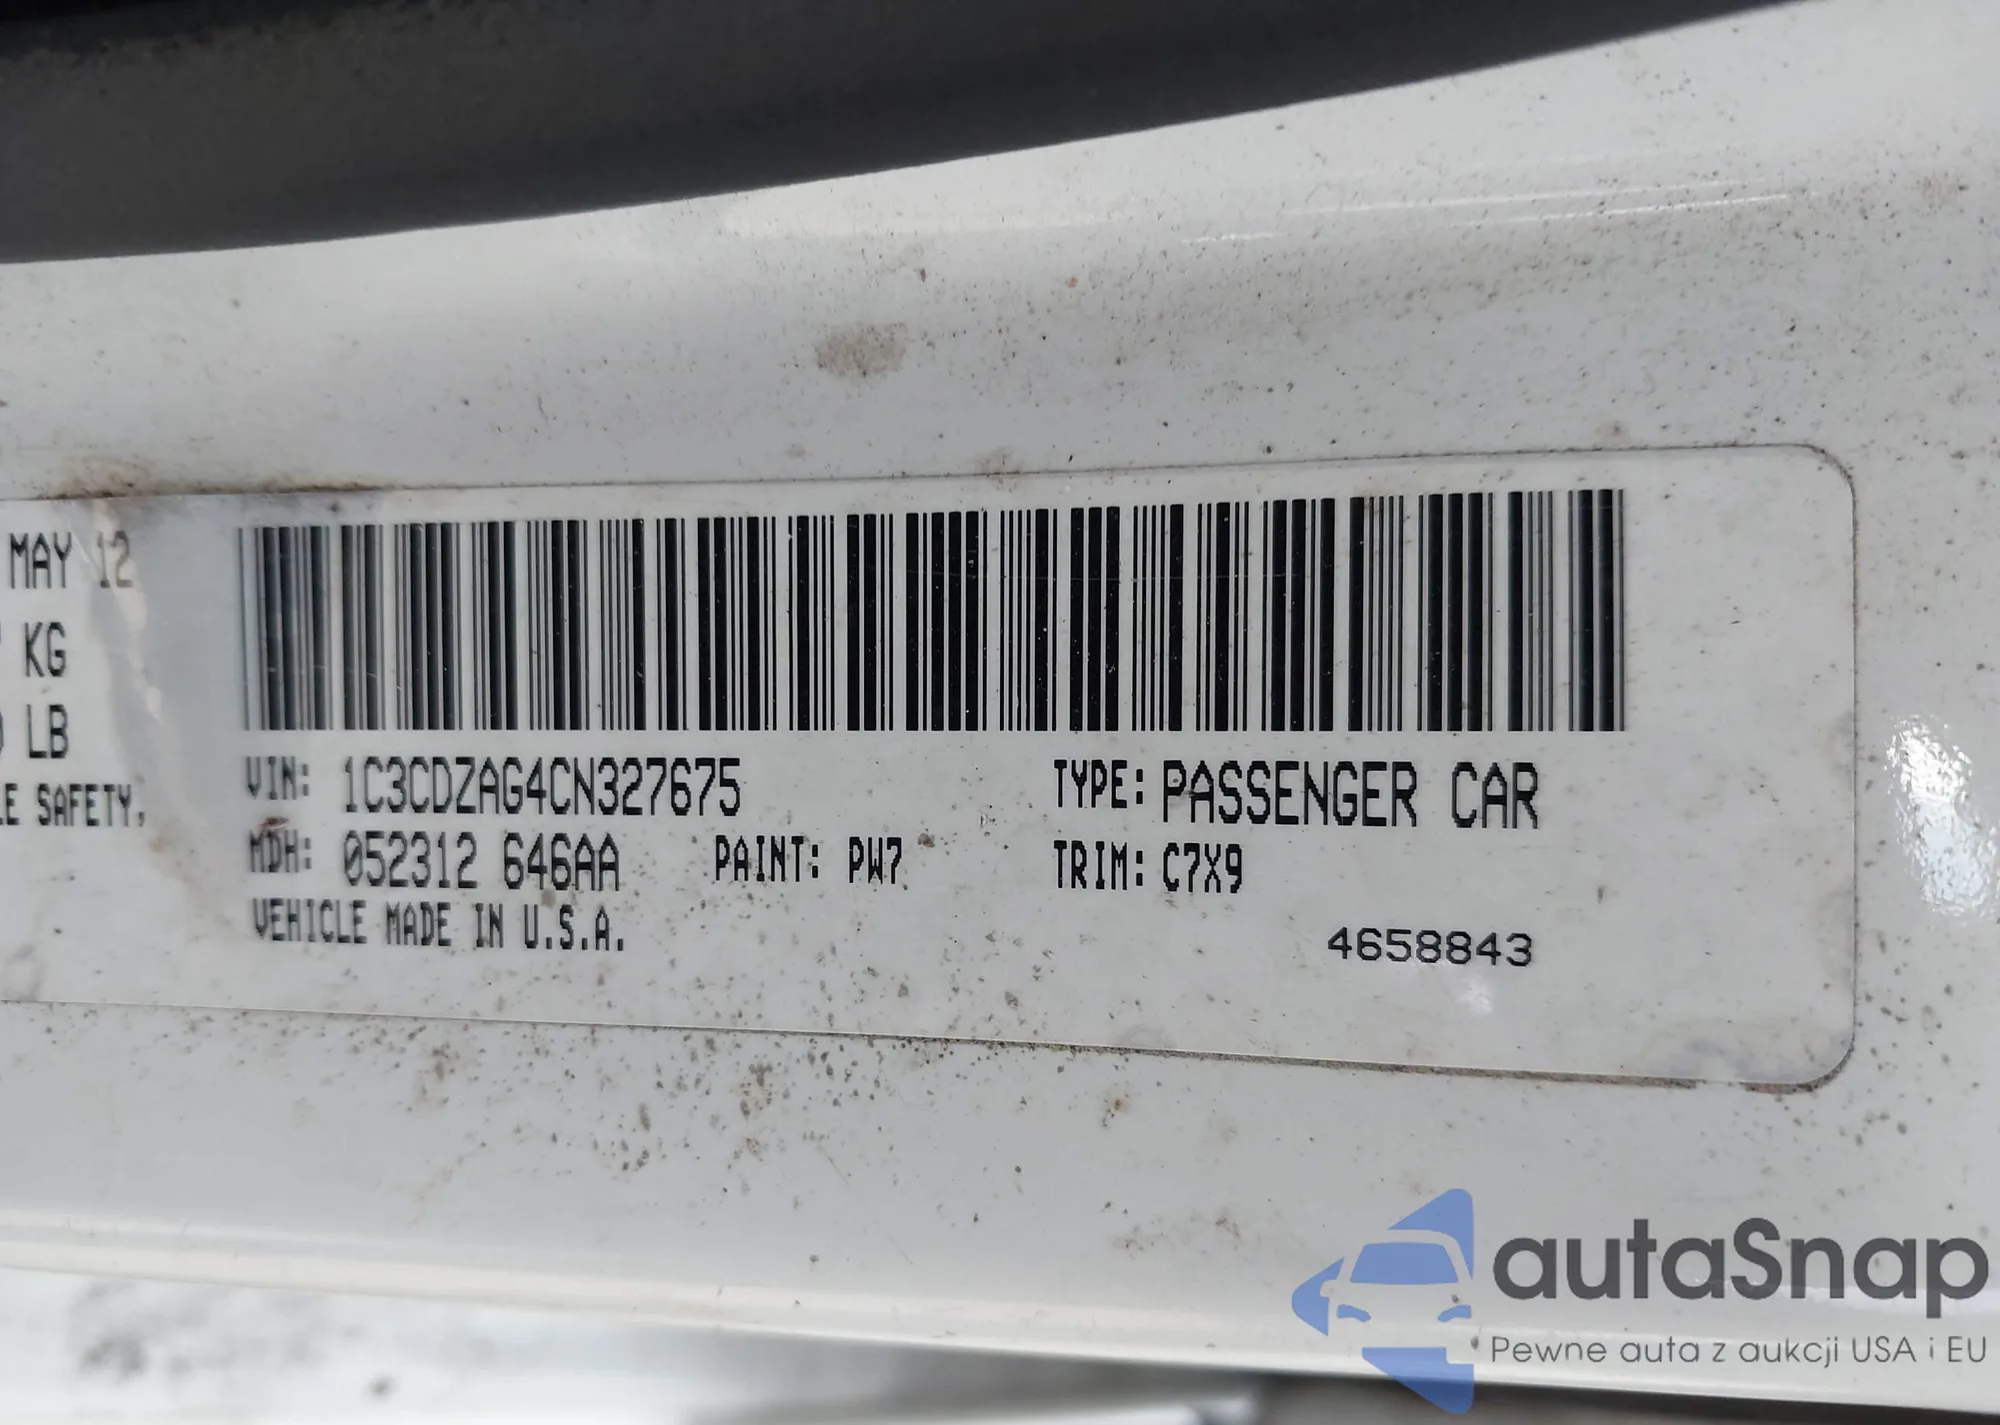 MAY 12
KG
LB
LE SAFETY,
VIN: 1C3CDZAG4CN327675
TYPE: PASSENGER CAR
MDH: 052312 646AA
PAINT: PW7
TRIM: C7X9
VEHICLE MADE IN U.S.A.
4658843
autaSnap
Pewne auta z aukcji USA i EU